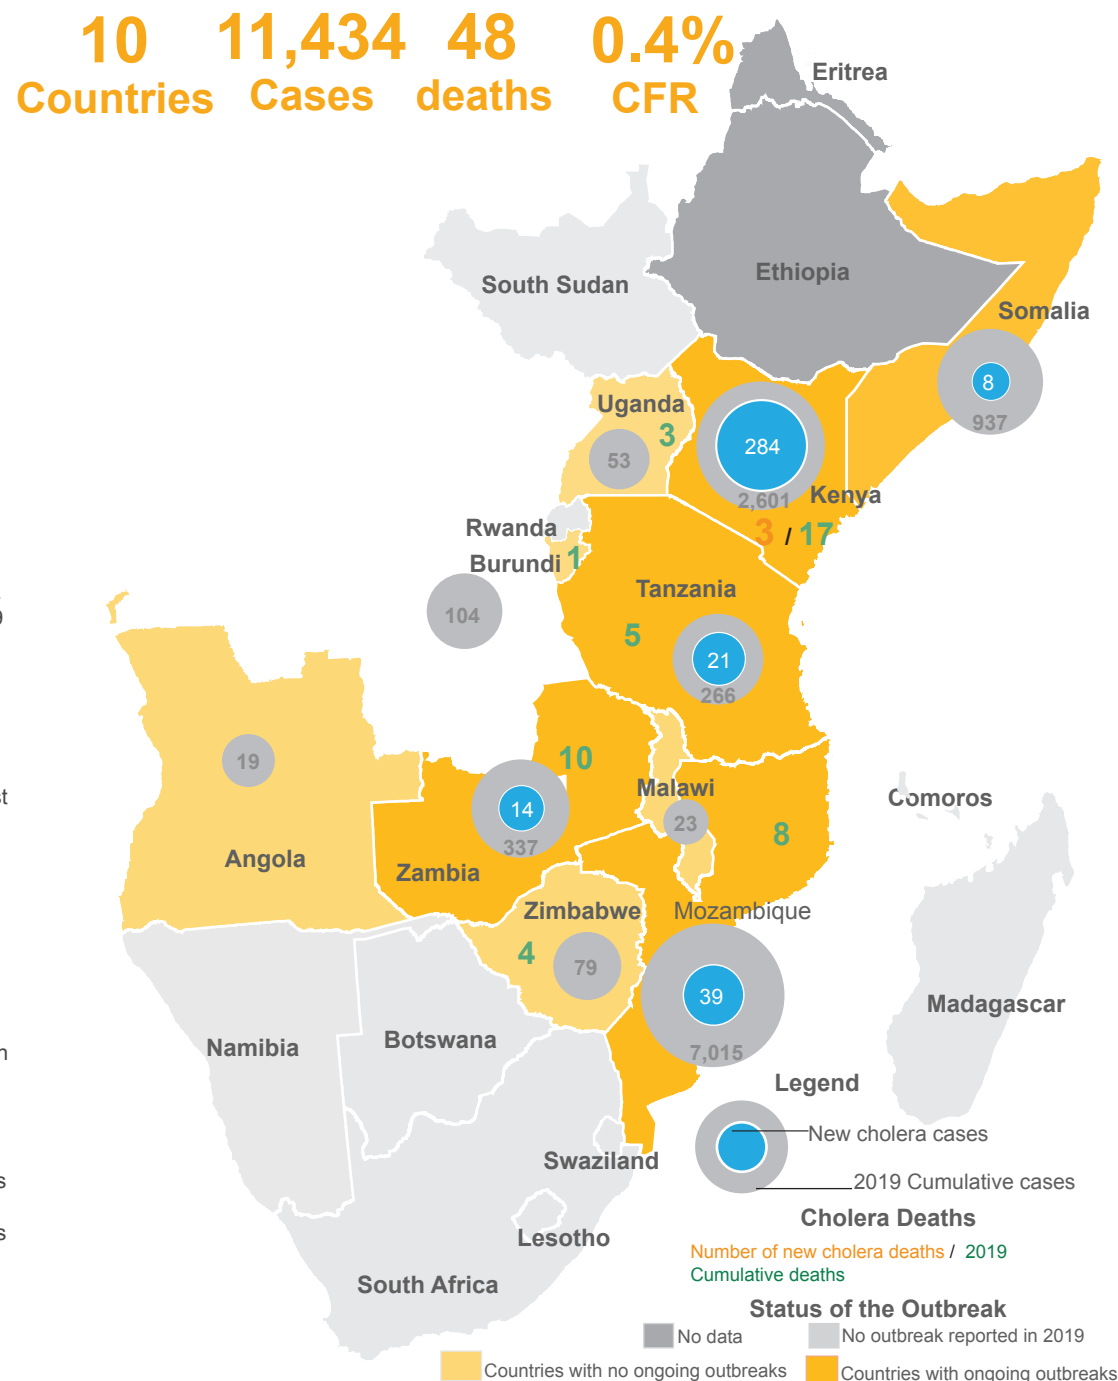 10 11,434 48 0.4%
Countries Cases deaths CFR
Eritrea
Ethiopia
South Sudan
Somalia
8
937
Uganda
3
53
284
2,601
Kenya
3 / 17
Rwanda
Burundi 1
104
Tanzania
5
21
266
19
Angola
10
14
337
Zambia
Malawi
23
8
Comoros
Zimbabwe
4
79
Mozambique
39
7,015
Madagascar
Namibia
Botswana
Swaziland
Lesotho
South Africa
9
st
n
s
s
Legend
New cholera cases
2019 Cumulative cases
Cholera Deaths
Number of new cholera deaths / 2019
Cumulative deaths
Status of the Outbreak
No data
No outbreak reported in 2019
Countries with no ongoing outbreaks
Countries with ongoing outbreaks